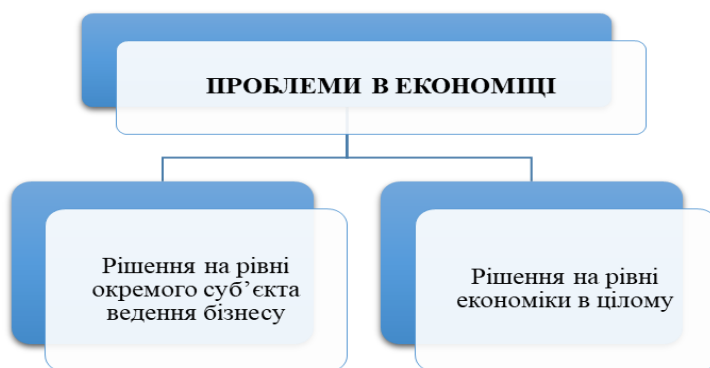 ПРОБЛЕМИ В ЕКОНОМІЦІ
Рішення на рівні
окремого суб’єкта
ведення бізнесу
Рішення на рівні
економіки в цілому